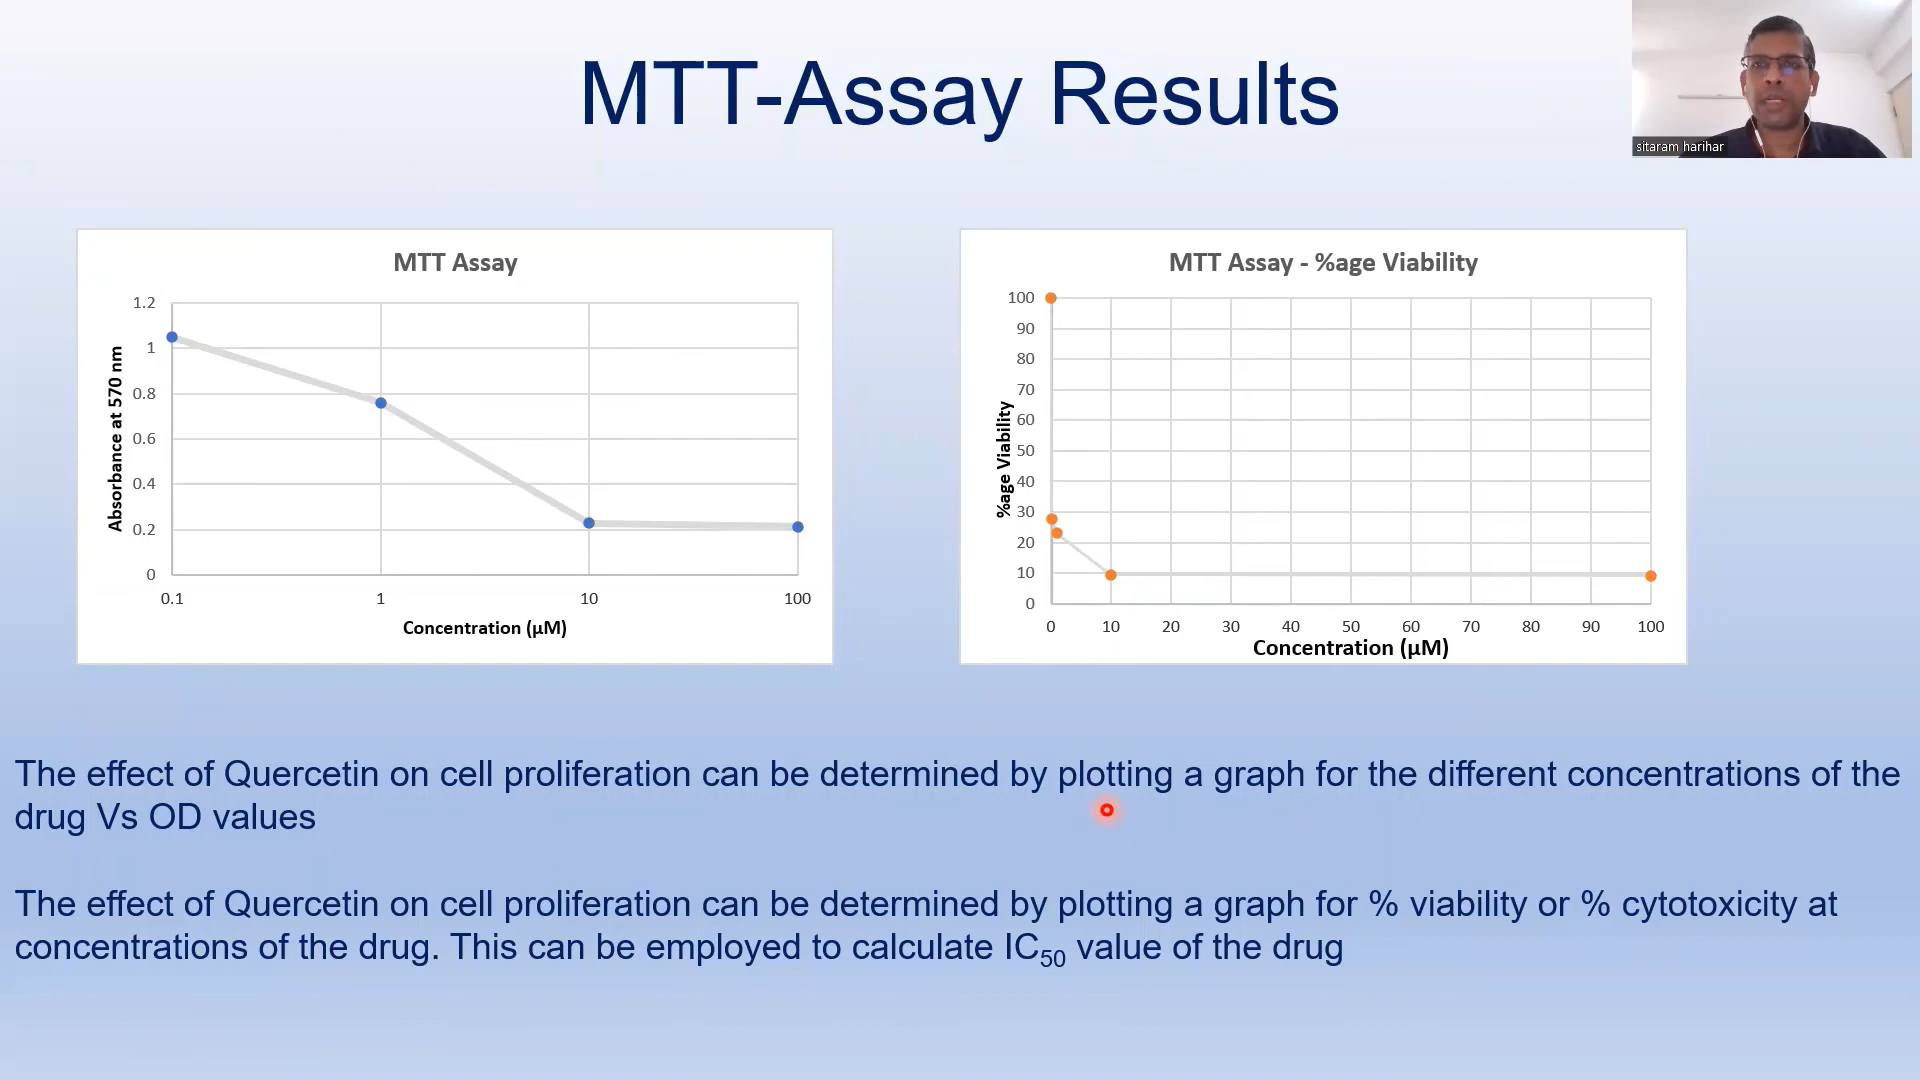 MTT-Assay Results
sitaram harihar
MTT Assay
Absorbance at 570 nm
1.2
1
0.8
0.6
0.4
0.2
0
0.1 1 10 100
Concentration (µM)
MTT Assay - %age Viability
%age Viability
100
90
80
70
60
50
40
30
20
10
0
0 10 20 30 40 50 60 70 80 90 100
Concentration (µM)
The effect of Quercetin on cell proliferation can be determined by plotting a graph for the different concentrations of the
drug Vs OD values
The effect of Quercetin on cell proliferation can be determined by plotting a graph for % viability or % cytotoxicity at
concentrations of the drug. This can be employed to calculate IC50 value of the drug